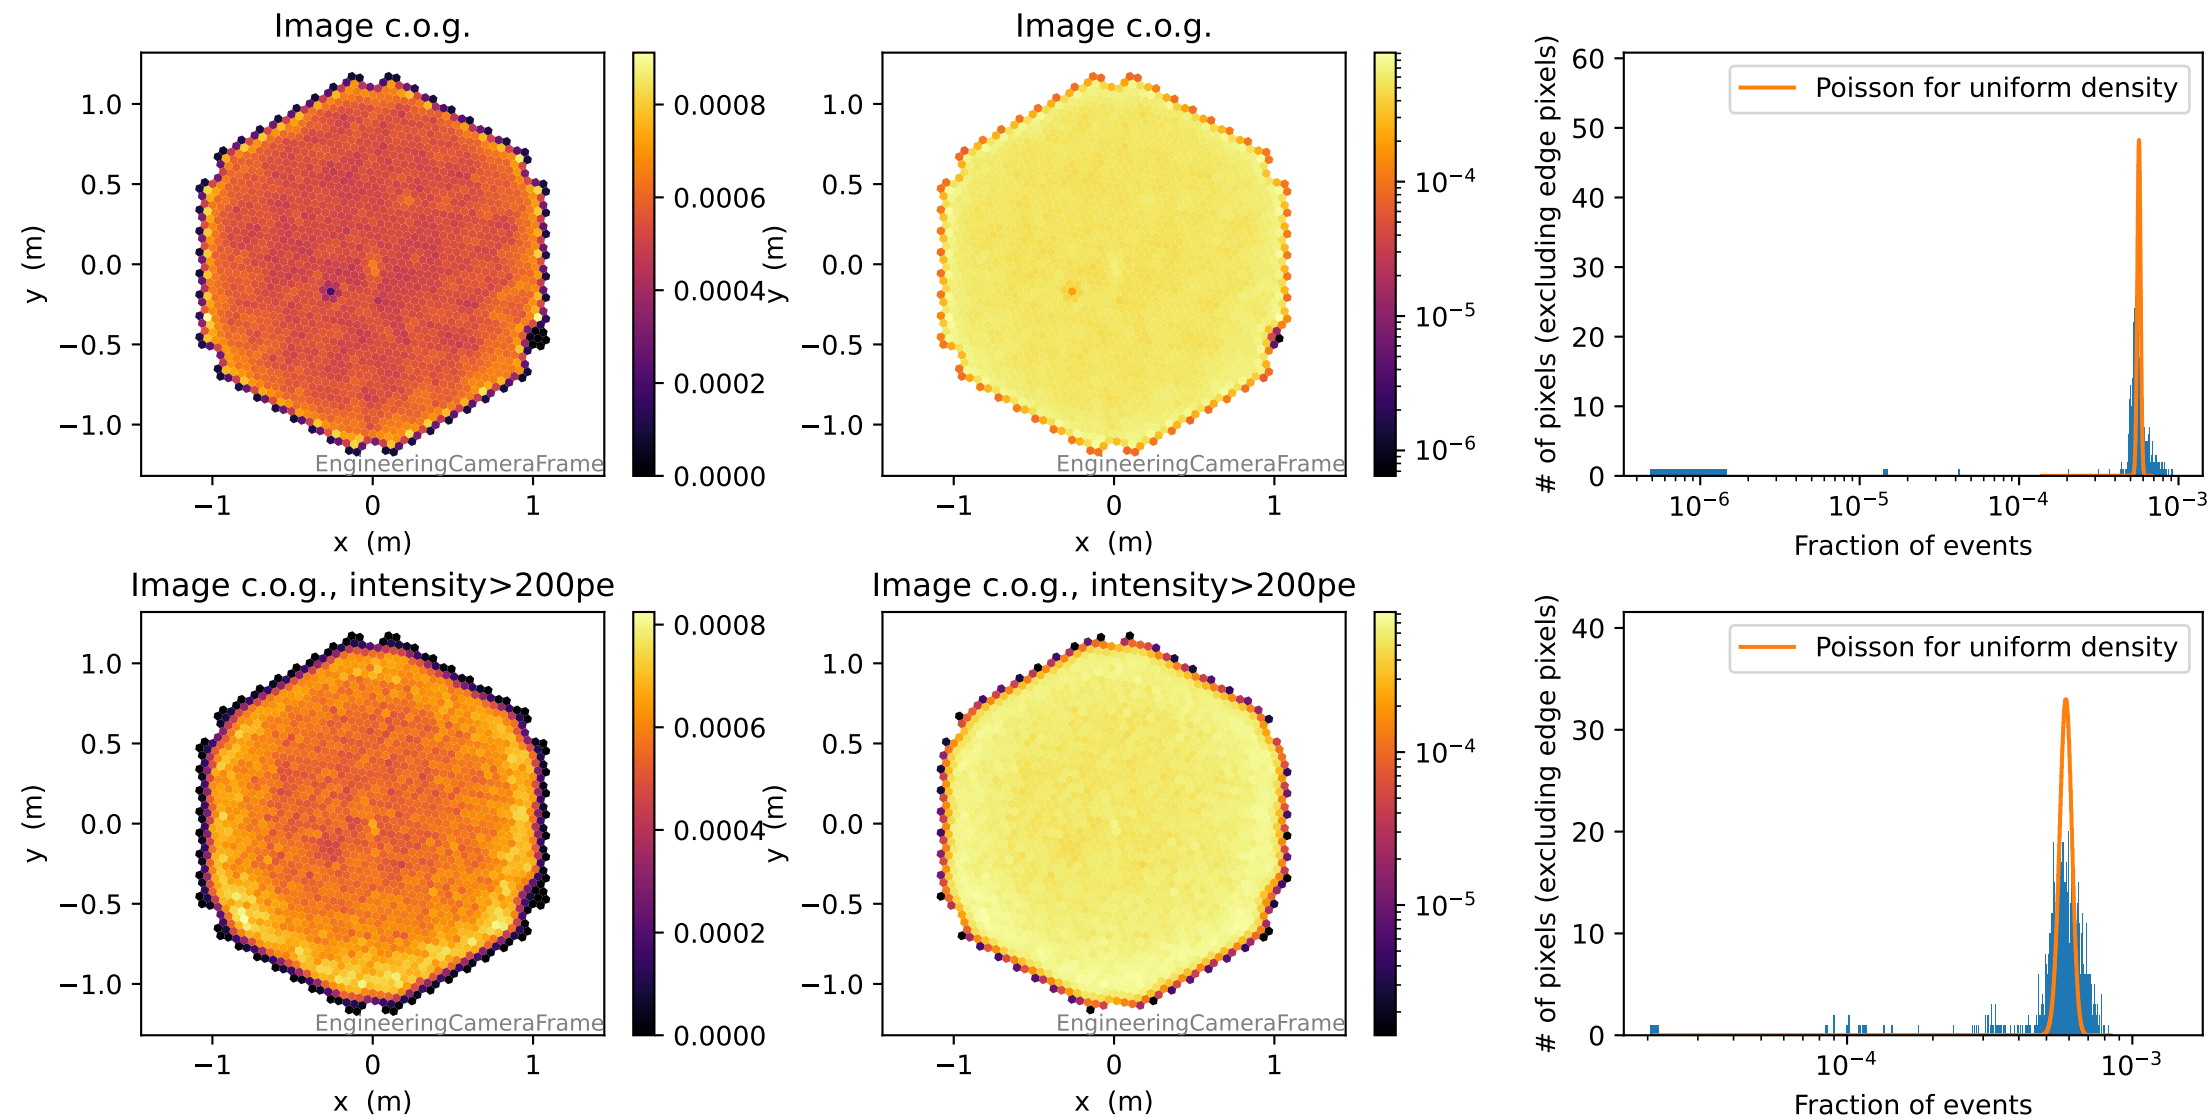 Image c.o.g.
1.0
0.5
0.0
−0.5
−1.0
y (m)
−1 0 1
x (m)
EngineeringCameraFrame
0.0008
0.0006
0.0004
0.0002
0.0000
Image c.o.g.
1.0
0.5
0.0
−0.5
−1.0
y (m)
−1 0 1
x (m)
EngineeringCameraFrame
10⁻⁴
10⁻⁵
10⁻⁶
60
50
40
30
20
10
0
# of pixels (excluding edge pixels)
Poisson for uniform density
10⁻⁶ 10⁻⁵ 10⁻⁴ 10⁻³
Fraction of events
Image c.o.g., intensity>200pe
1.0
0.5
0.0
−0.5
−1.0
y (m)
−1 0 1
x (m)
EngineeringCameraFrame
0.0008
0.0006
0.0004
0.0002
0.0000
Image c.o.g., intensity>200pe
1.0
0.5
0.0
−0.5
−1.0
y (m)
−1 0 1
x (m)
EngineeringCameraFrame
10⁻⁴
10⁻⁵
40
30
20
10
0
# of pixels (excluding edge pixels)
Poisson for uniform density
10⁻⁴ 10⁻³
Fraction of events